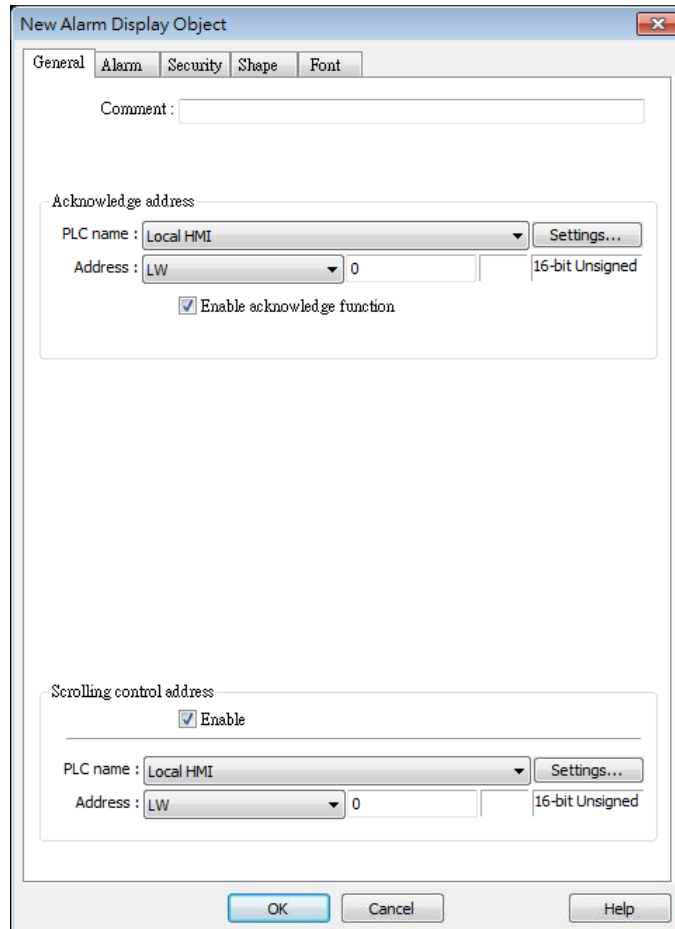 New Alarm Display Object
General Alarm Security Shape Font
Comment :
Acknowledge address
PLC name : Local HMI Settings...
Address : LW 0 16-bit Unsigned
Enable acknowledge function
Scrolling control address
Enable
PLC name : Local HMI Settings...
Address : LW 0 16-bit Unsigned
OK Cancel Help